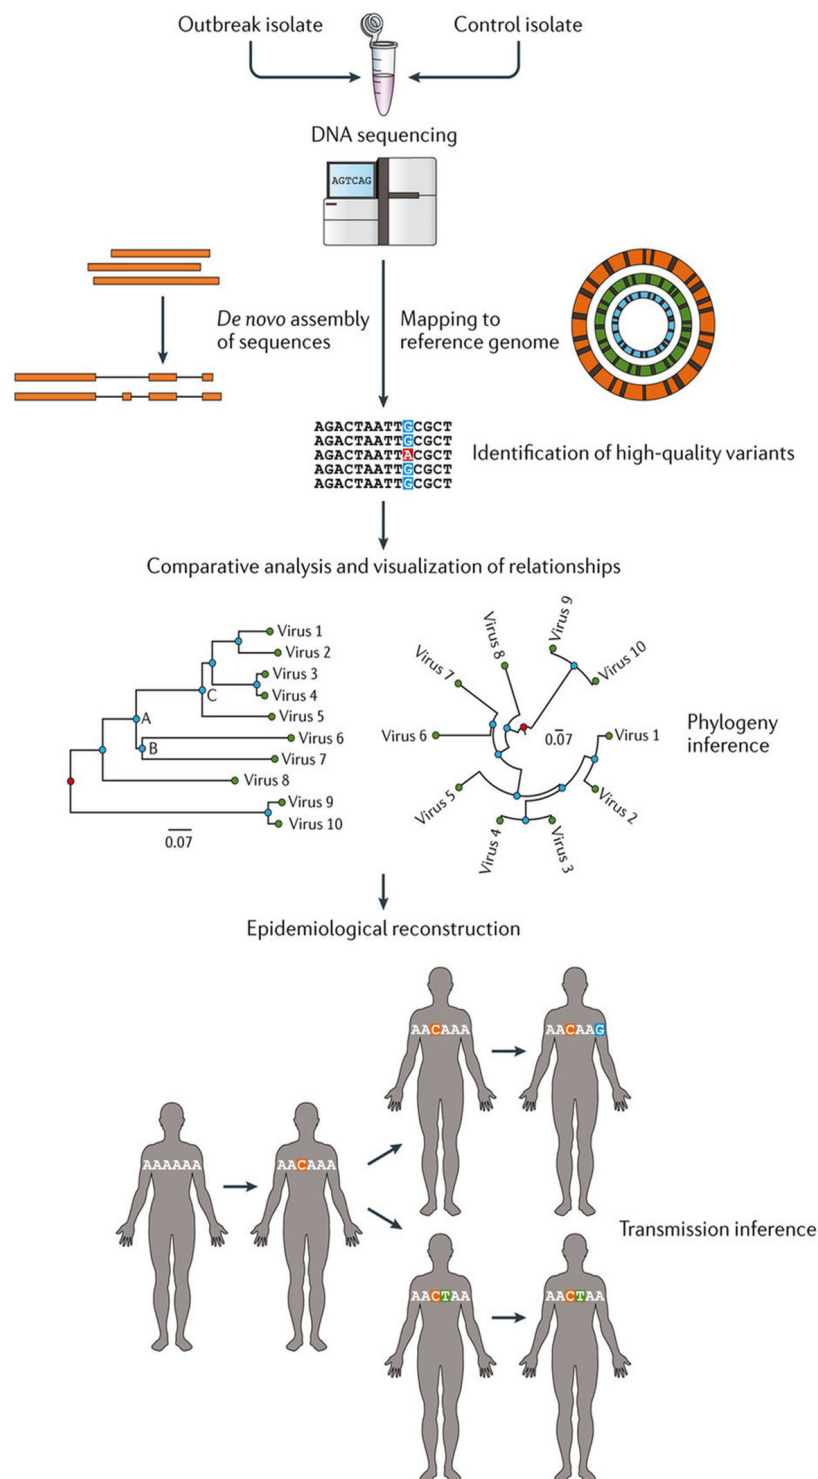 Outbreak isolate
Control isolate
DNA sequencing
AGTCAG
De novo assembly
of sequences
Mapping to
reference genome
AGACTAATTGCGCT
AGACTAATTGCGCT
AGACTAATTACGCT
AGACTAATTGCGCT
AGACTAATTGCGCT
Identification of high-quality variants
Comparative analysis and visualization of relationships
Virus 1
Virus 2
Virus 3
Virus 4
C
Virus 5
A
Virus 6
B
Virus 7
Virus 8
Virus 9
Virus 10
0.07
Virus 9
Virus 8
Virus 10
Virus 7
Virus 6
0.07
Virus 1
Virus 5
Virus 2
Virus 4
Virus 3
Phylogeny
inference
Epidemiological reconstruction
AACAAA
AACAAG
AAAAAA
AACAAA
Transmission inference
AACTAA
AACTAA